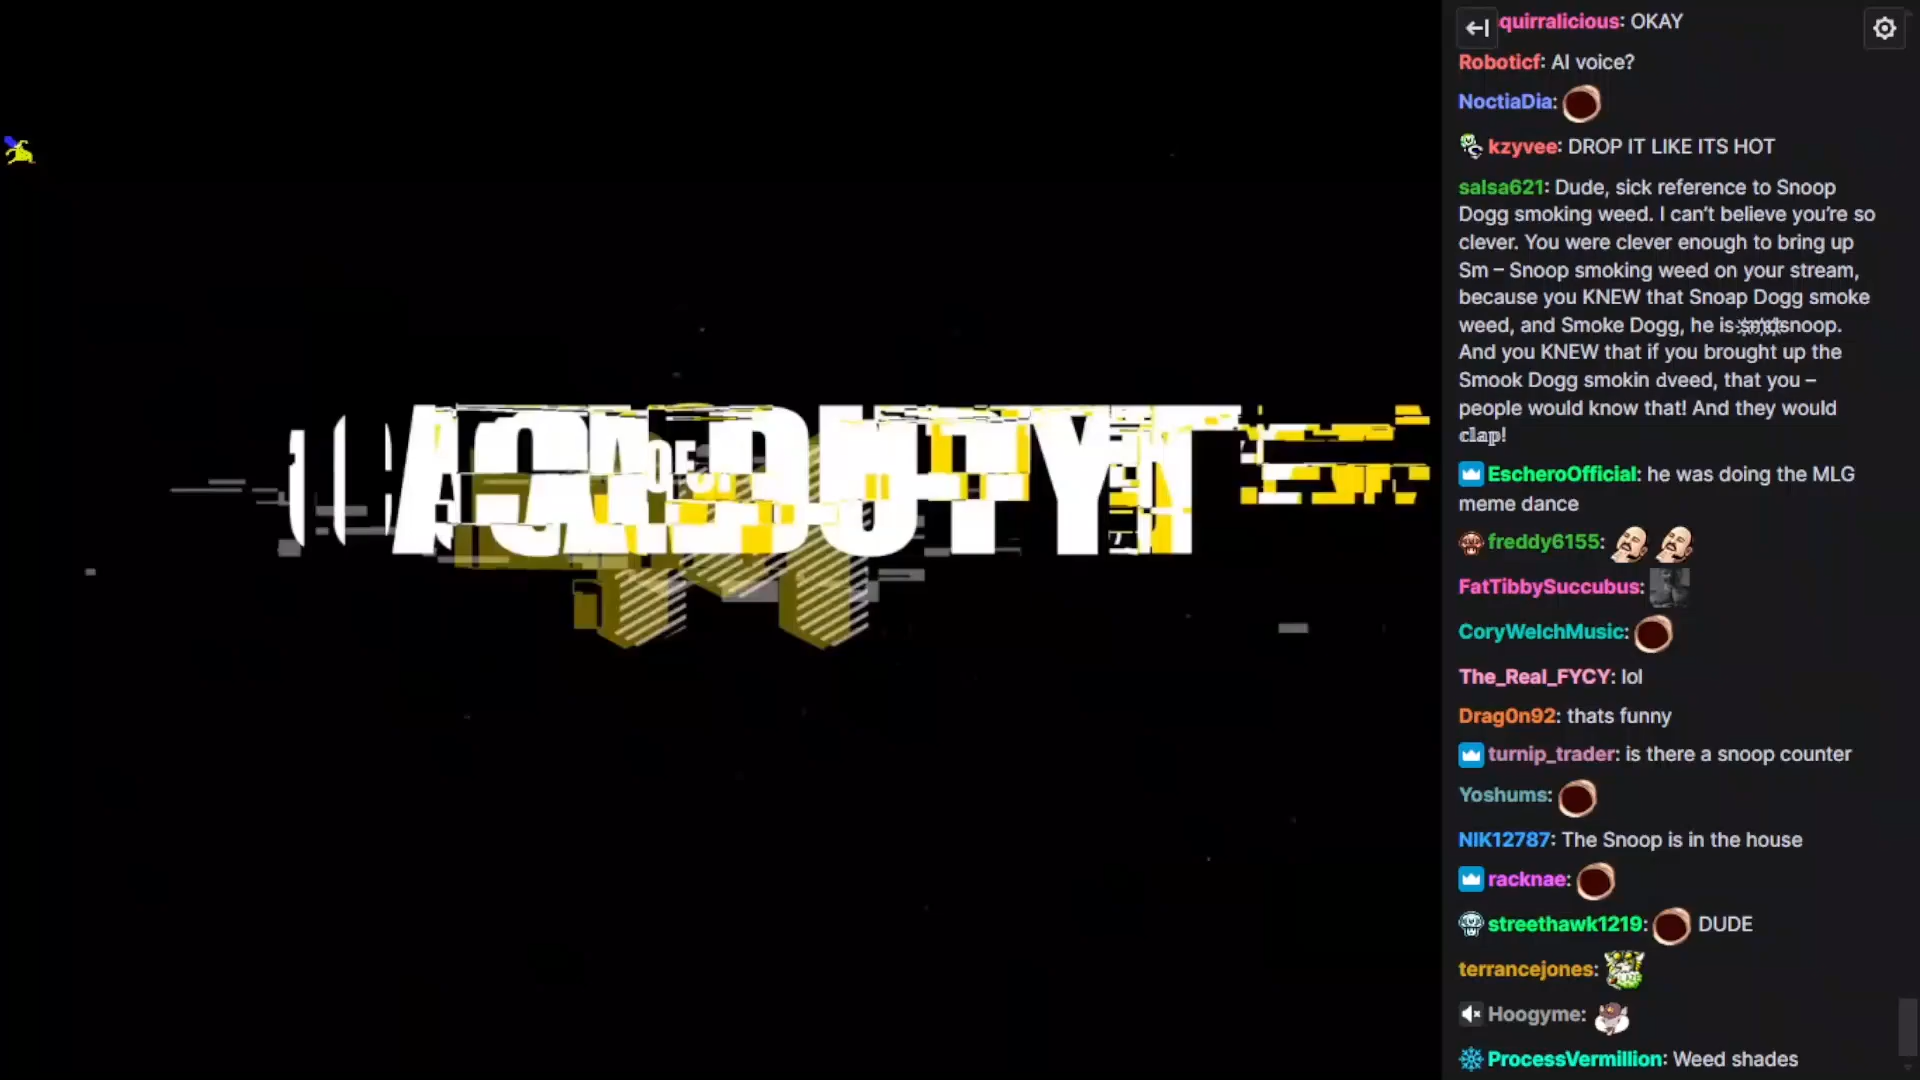 quirralicious: OKAY
Roboticf: AI voice?
NoctiaDia:
kzyvee: DROP IT LIKE ITS HOT
salsa621: Dude, sick reference to Snoop
Dogg smoking weed. I can't believe you're so
clever. You were clever enough to bring up
Sm – Snoop smoking weed on your stream,
because you KNEW that Snoap Dogg smoke
weed, and Smoke Dogg, he is snoop.
And you KNEW that if you brought up the
Smook Dogg smokin dveed, that you –
people would know that! And they would
clap!
OF
DUTY
EscheroOfficial: he was doing the MLG
meme dance
freddy6155:
FatTibbySuccubus:
CoryWelchMusic:
The_Real_FYCY: lol
Drag0n92: thats funny
turnip_trader: is there a snoop counter
Yoshums:
NIK12787: The Snoop is in the house
racknae:
streethawk1219: DUDE
terrancejones:
Hoogyme:
ProcessVermillion: Weed shades